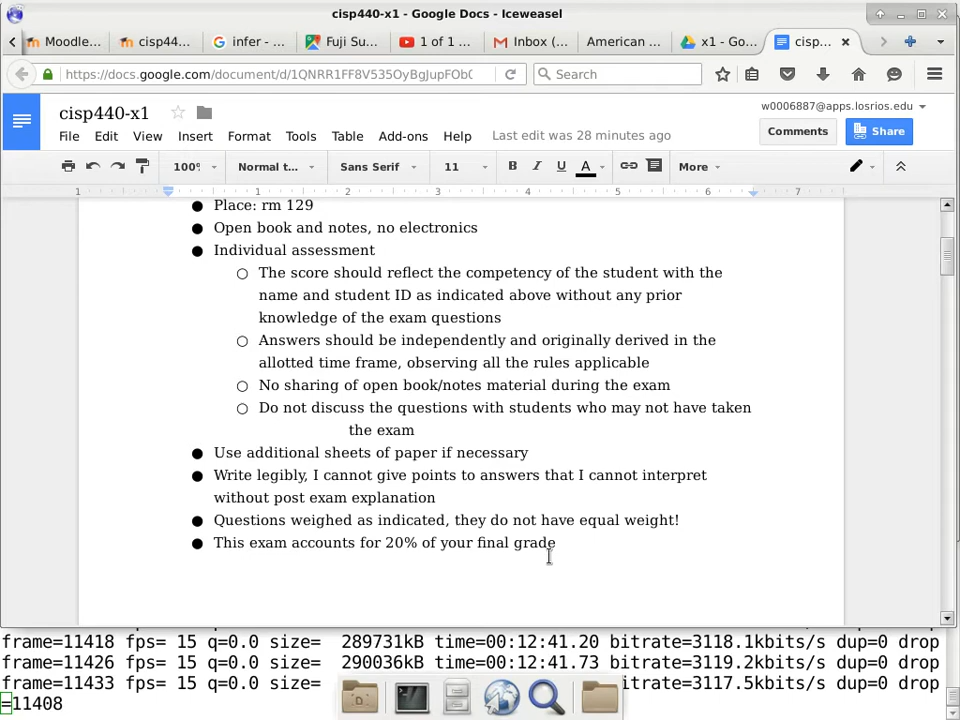 cisp440-x1 - Google Docs - Iceweasel
Moodle... cisp44... infer - ... Fuji Su... 1 of 1 ... Inbox (... American ... x1 - Go... cisp...
https://docs.google.com/document/d/1QNRR1FF8V535OyBgJupFOb( Search
cisp440-x1
w0006887@apps.losrios.edu
File Edit View Insert Format Tools Table Add-ons Help Last edit was 28 minutes ago
Comments Share
100% Normal t... Sans Serif 11 B I U A More
1 1 2 3 4 5 6 7
● Place: rm 129
● Open book and notes, no electronics
● Individual assessment
○ The score should reflect the competency of the student with the
name and student ID as indicated above without any prior
knowledge of the exam questions
○ Answers should be independently and originally derived in the
allotted time frame, observing all the rules applicable
○ No sharing of open book/notes material during the exam
○ Do not discuss the questions with students who may not have taken
the exam
● Use additional sheets of paper if necessary
● Write legibly, I cannot give points to answers that I cannot interpret
without post exam explanation
● Questions weighed as indicated, they do not have equal weight!
● This exam accounts for 20% of your final grade
frame=11418 fps= 15 q=0.0 size=  289731kB time=00:12:41.20 bitrate=3118.1kbits/s dup=0 drop
frame=11426 fps= 15 q=0.0 size=  290036kB time=00:12:41.73 bitrate=3119.2kbits/s dup=0 drop
frame=11433 fps= 15 q=0.0 size= itrate=3117.5kbits/s dup=0 drop
=11408